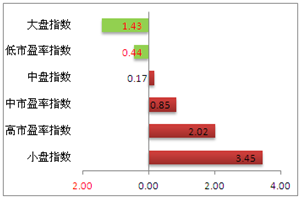 大盘指数 1.43
低市盈率指数 0.44
中盘指数 0.17
中市盈率指数 0.85
高市盈率指数 2.02
小盘指数 3.45
2.00 0.00 2.00 4.00